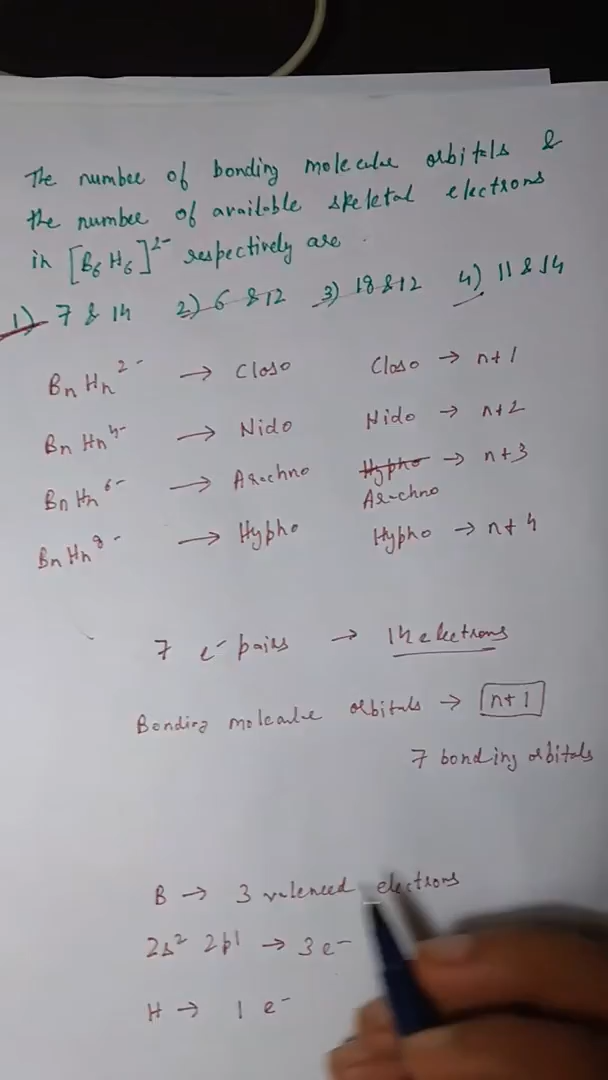 The number of bonding molecular orbitals &
the number of available skeletal electrons
in [B6 H6]2- respectively are .
1) 7 & 14 2) 6 & 12 3) 18 & 12 4) 11 & 14
BnHn2- → Closo Closo → n+1
BnHn4- → Nido Nido → n+2
BnHn6- → Arachno Hypho → n+3
Arachno
BnHn8- → Hypho Hypho → n+4
7 e- pairs → 14 electrons
Bonding molecular orbitals → n+1
7 bonding orbitals
B → 3 valenced electrons
2s2 2p1 → 3e-
H → 1 e-